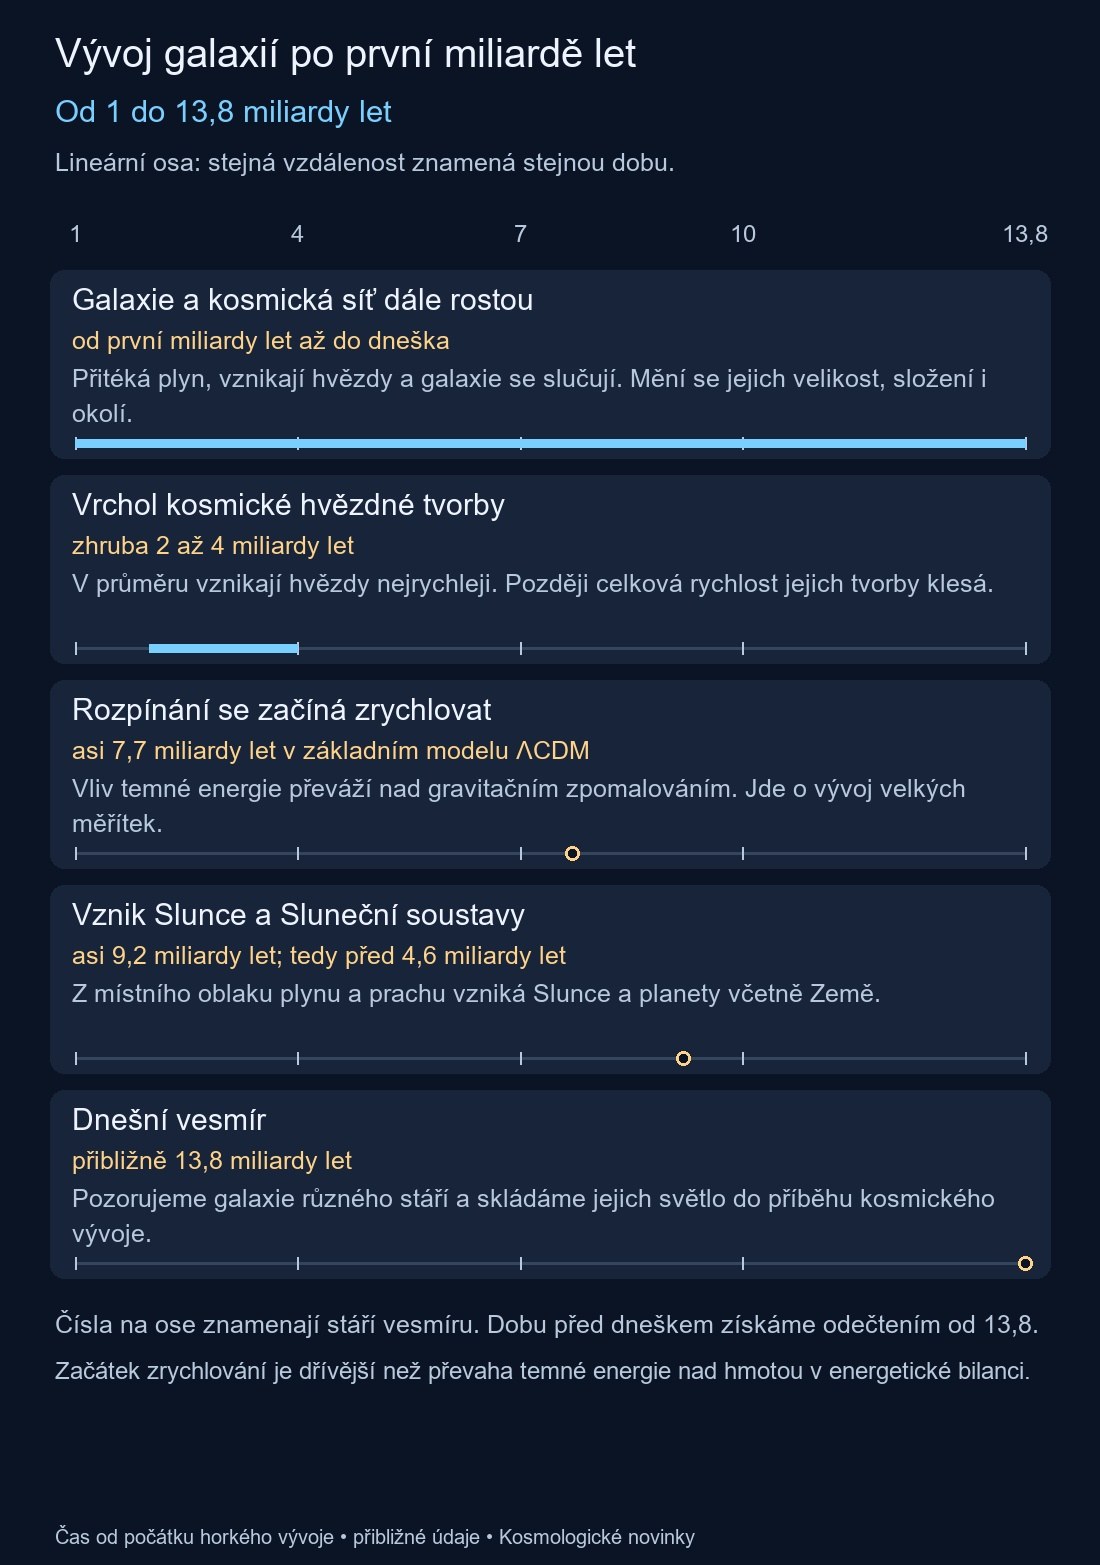 Vývoj galaxií po první miliardě let
Od 1 do 13,8 miliardy let
Lineární osa: stejná vzdálenost znamená stejnou dobu.
1 4 7 10 13,8
Galaxie a kosmická síť dále rostou
od první miliardy let až do dneška
Přitéká plyn, vznikají hvězdy a galaxie se slučují. Mění se jejich velikost, složení i
okolí.
Vrchol kosmické hvězdné tvorby
zhruba 2 až 4 miliardy let
V průměru vznikají hvězdy nejrychleji. Později celková rychlost jejich tvorby klesá.
Rozpínání se začíná zrychlovat
asi 7,7 miliardy let v základním modelu ΛCDM
Vliv temné energie převáží nad gravitačním zpomalováním. Jde o vývoj velkých
měřítek.
Vznik Slunce a Sluneční soustavy
asi 9,2 miliardy let; tedy před 4,6 miliardy let
Z místního oblaku plynu a prachu vzniká Slunce a planety včetně Země.
Dnešní vesmír
přibližně 13,8 miliardy let
Pozorujeme galaxie různého stáří a skládáme jejich světlo do příběhu kosmického
vývoje.
Čísla na ose znamenají stáří vesmíru. Dobu před dneškem získáme odečtením od 13,8.
Začátek zrychlování je dřívější než převaha temné energie nad hmotou v energetické bilanci.
Čas od počátku horkého vývoje • přibližné údaje • Kosmologické novinky